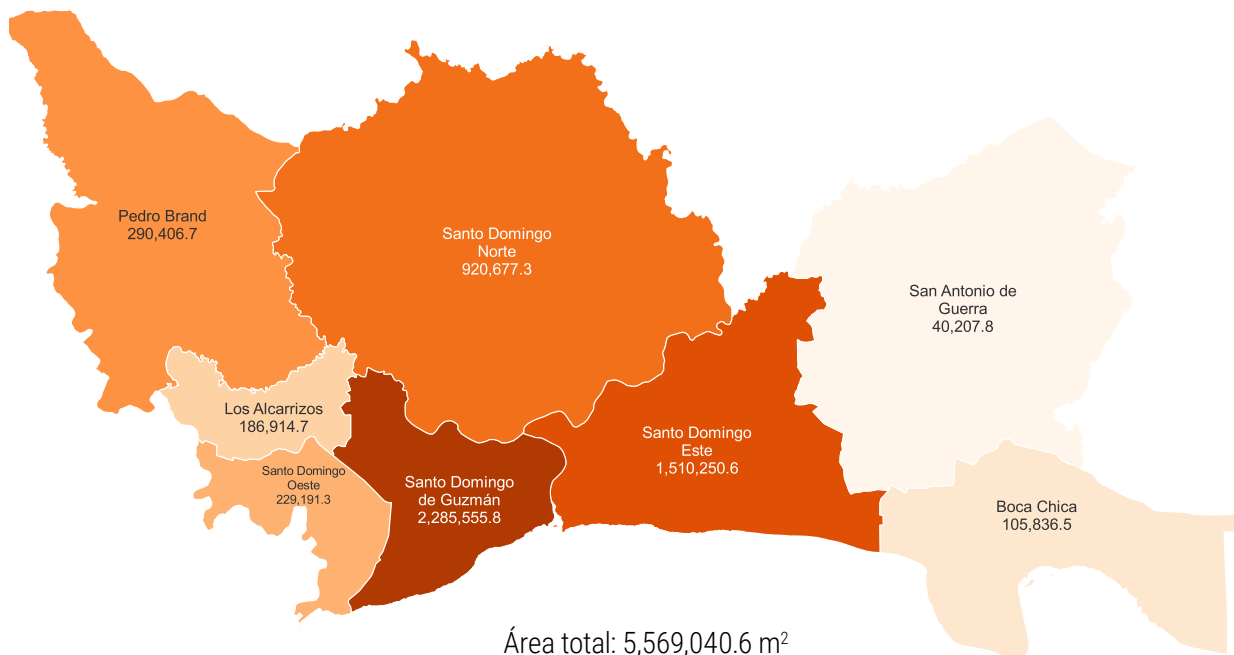 Pedro Brand
290,406.7
Santo Domingo
Norte
920,677.3
San Antonio de
Guerra
40,207.8
Los Alcarrizos
186,914.7
Santo Domingo
Oeste
229,191.3
Santo Domingo
de Guzmán
2,285,555.8
Santo Domingo
Este
1,510,250.6
Boca Chica
105,836.5
Área total: 5,569,040.6 m²